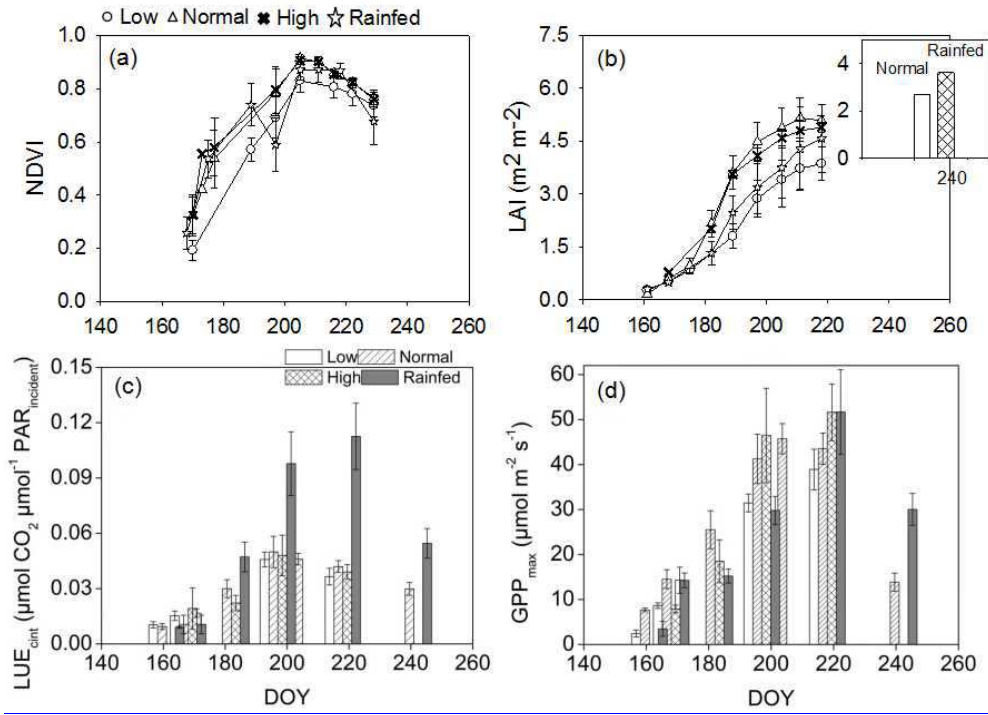 Low Normal High Rainfed
(a)
NDVI
1.0
0.8
0.6
0.4
0.2
0.0
140 160 180 200 220 240 260
(b)
LAI (m2 m-2)
7.5
6.0
4.5
3.0
1.5
0.0
140 160 180 200 220 240 260
Rainfed
Normal
4
2
0
240
(c)
Low Normal
High Rainfed
LUEcint (µmol CO2 µmol-1 PARincident)
0.15
0.12
0.09
0.06
0.03
0.00
140 160 180 200 220 240 260
DOY
(d)
GPPmax (µmol m-2 s-1)
60
50
40
30
20
10
0
140 160 180 200 220 240 260
DOY